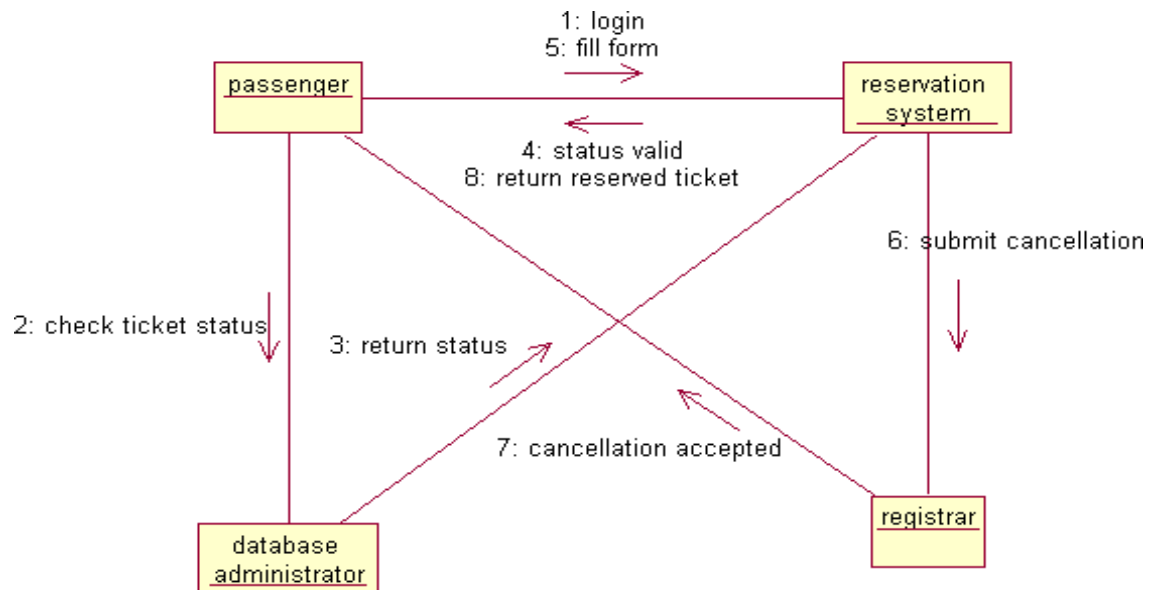 1: login
5: fill form
passenger
reservation
system
4: status valid
8: return reserved ticket
6: submit cancellation
2: check ticket status
3: return status
7: cancellation accepted
registrar
database
administrator